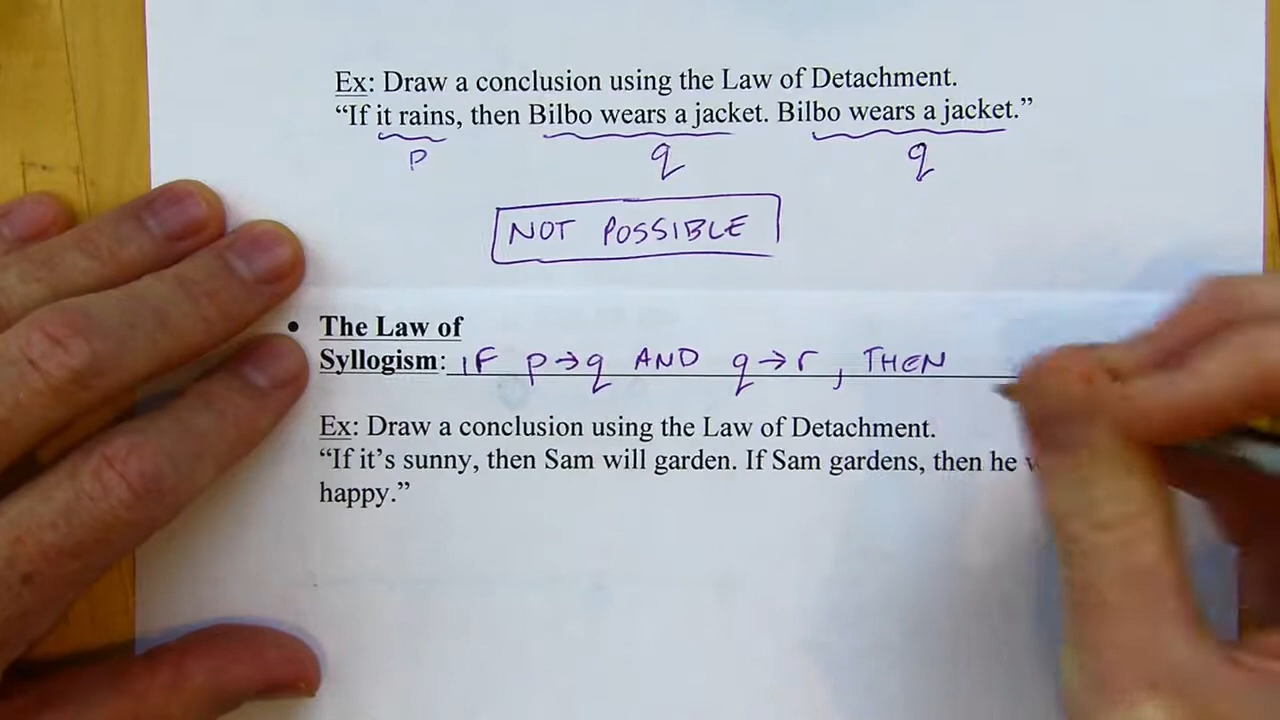 Ex: Draw a conclusion using the Law of Detachment.
“If it rains, then Bilbo wears a jacket. Bilbo wears a jacket.”
p q q
NOT POSSIBLE
• The Law of
Syllogism: IF p→q AND q→r, THEN
Ex: Draw a conclusion using the Law of Detachment.
“If it’s sunny, then Sam will garden. If Sam gardens, then he
happy.”